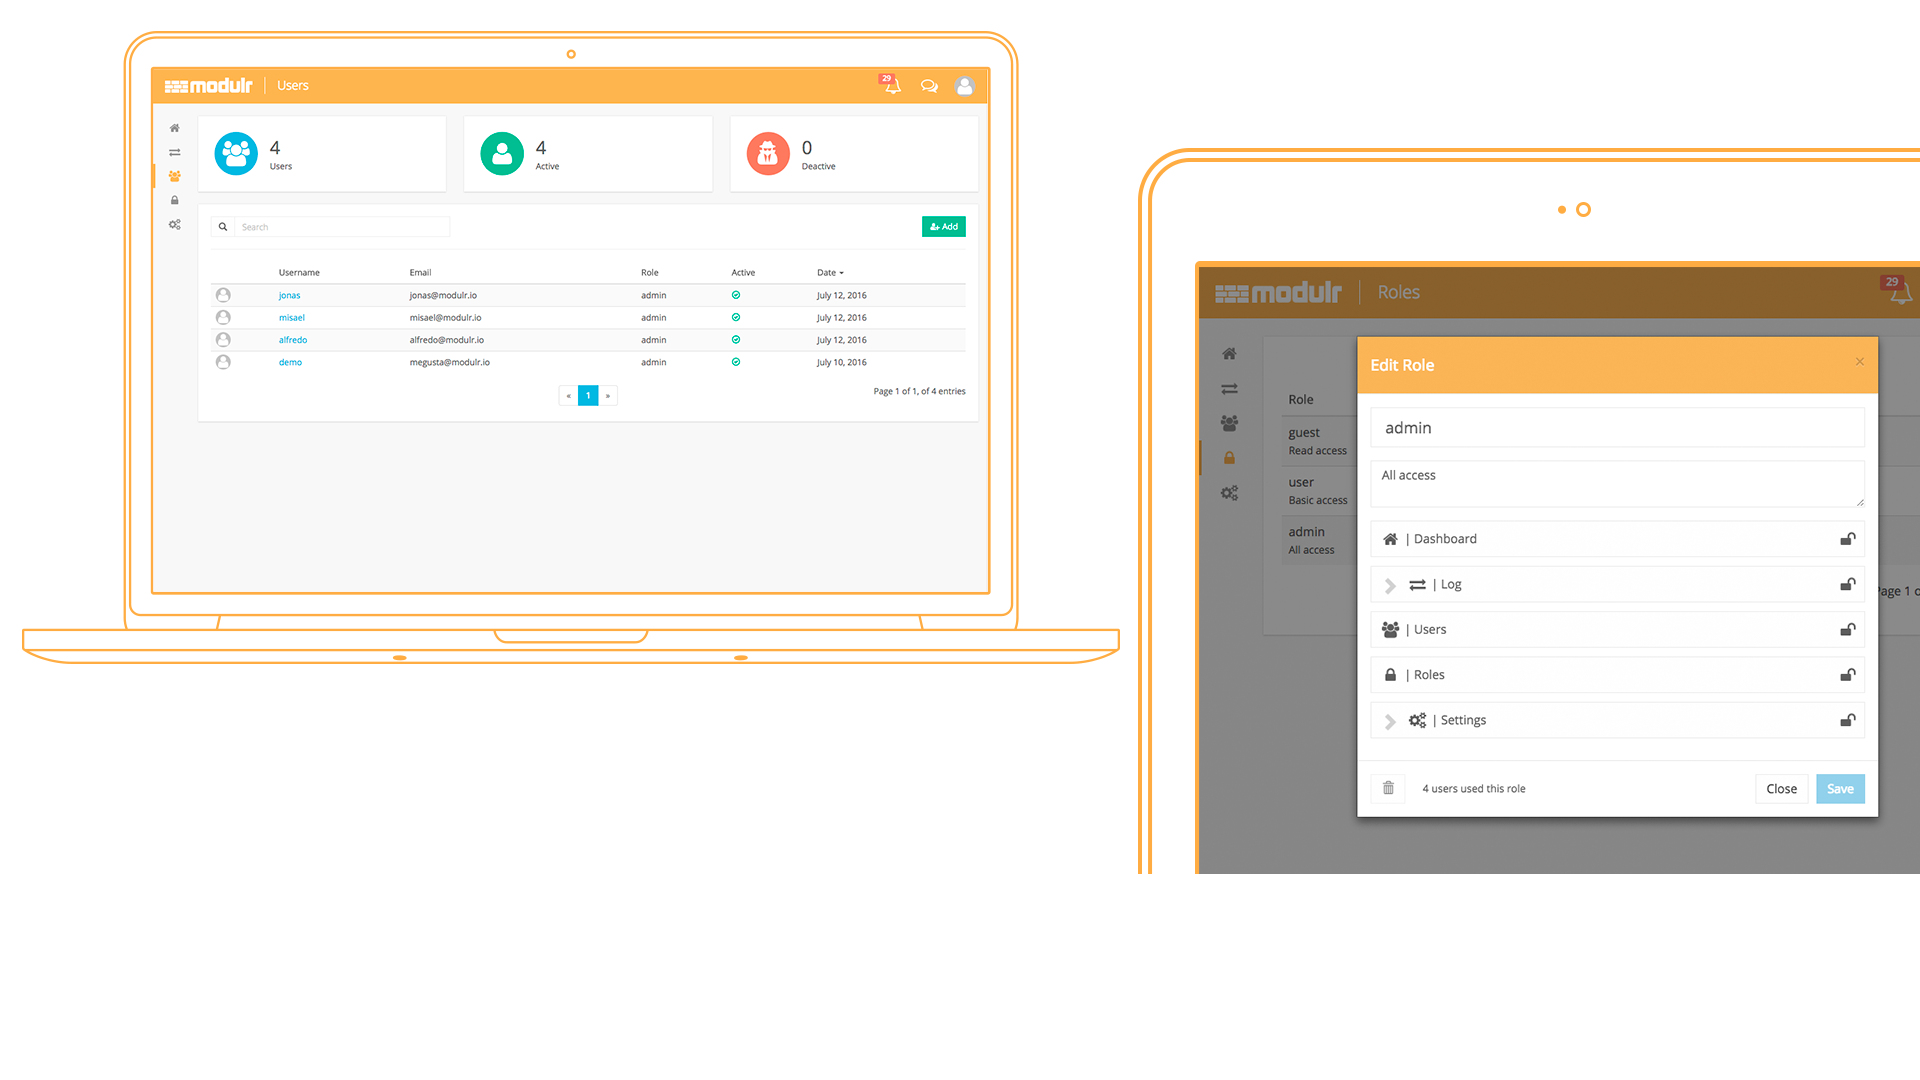 modulr | Users
29
4
Users
4
Active
0
Deactive
Search
Add
Username Email Role Active Date
jonas jonas@modulr.io admin July 12, 2016
misael misael@modulr.io admin July 12, 2016
alfredo alfredo@modulr.io admin July 12, 2016
demo megusta@modulr.io admin July 10, 2016
« 1 »
Page 1 of 1, of 4 entries
modulr | Roles
29
Role
guest
Read access
user
Basic access
admin
All access
Page 1 o
Edit Role
×
admin
All access
| Dashboard
| Log
| Users
| Roles
| Settings
4 users used this role
Close
Save